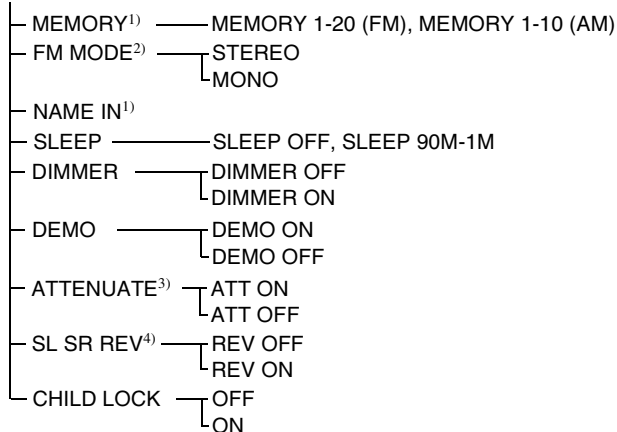 MEMORY1) MEMORY 1-20 (FM), MEMORY 1-10 (AM)
FM MODE2) STEREO
MONO
NAME IN1)
SLEEP SLEEP OFF, SLEEP 90M-1M
DIMMER DIMMER OFF
DIMMER ON
DEMO DEMO ON
DEMO OFF
ATTENUATE3) ATT ON
ATT OFF
SL SR REV4) REV OFF
REV ON
CHILD LOCK OFF
ON